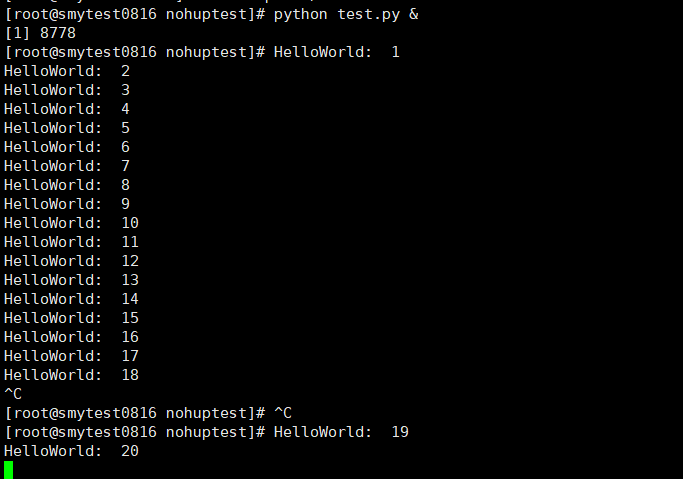 [root@smytest0816 nohuptest]# python test.py &
[1] 8778
[root@smytest0816 nohuptest]# HelloWorld:  1
HelloWorld:  2
HelloWorld:  3
HelloWorld:  4
HelloWorld:  5
HelloWorld:  6
HelloWorld:  7
HelloWorld:  8
HelloWorld:  9
HelloWorld:  10
HelloWorld:  11
HelloWorld:  12
HelloWorld:  13
HelloWorld:  14
HelloWorld:  15
HelloWorld:  16
HelloWorld:  17
HelloWorld:  18
^C
[root@smytest0816 nohuptest]# ^C
[root@smytest0816 nohuptest]# HelloWorld:  19
HelloWorld:  20